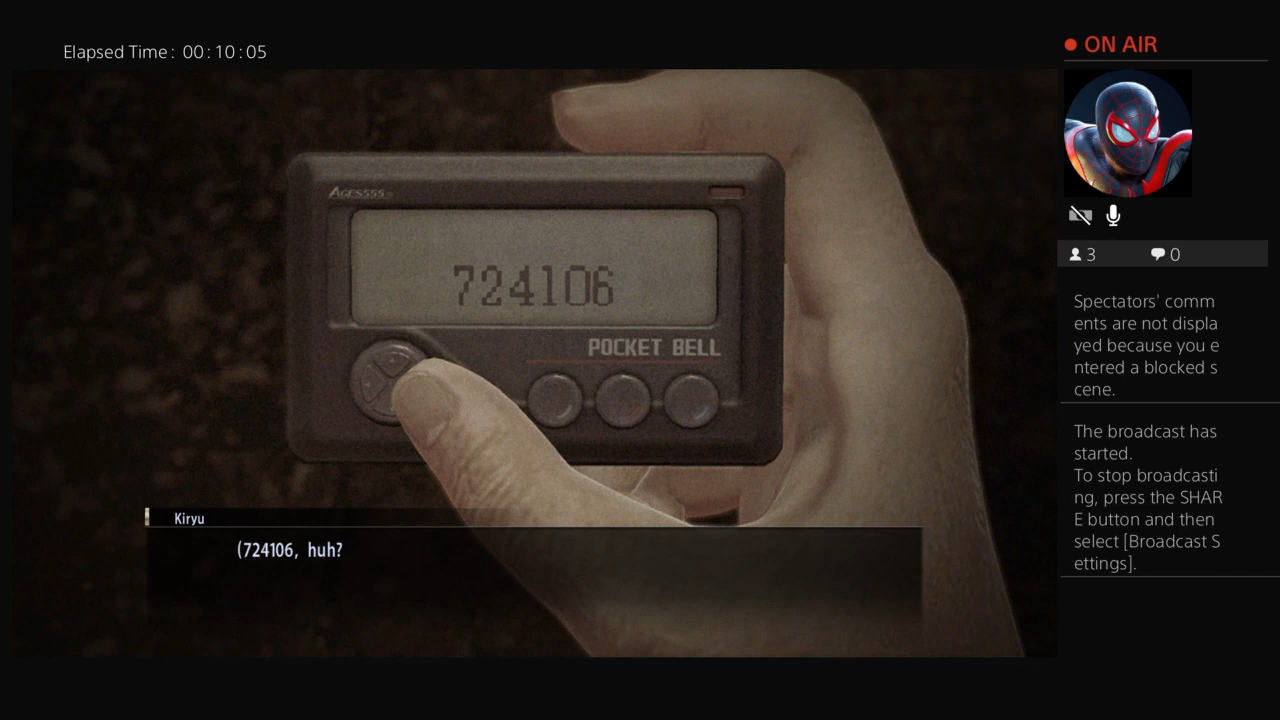 Elapsed Time: 00:10:05
ON AIR
AGESSSS
724106
POCKET BELL
Kiryu
(724106, huh?
3
0
Spectators' comm
ents are not displa
yed because you e
ntered a blocked s
cene.
The broadcast has
started.
To stop broadcasti
ng, press the SHAR
E button and then
select [Broadcast S
ettings].